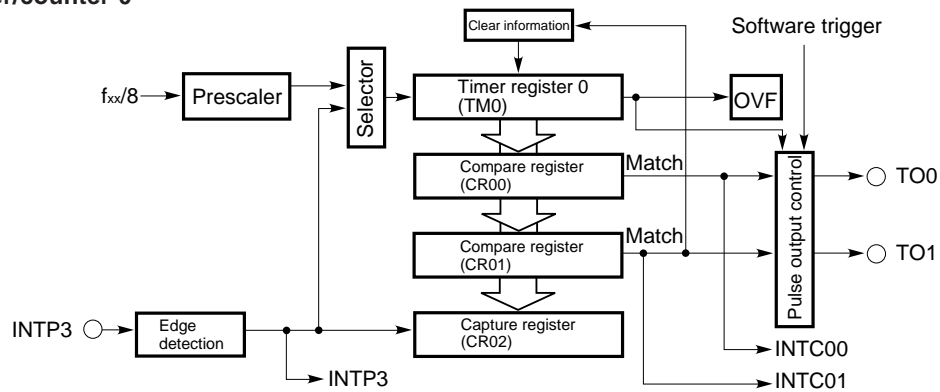 Clear information
Software trigger
fxx/8
Prescaler
Selector
Timer register 0
(TM0)
OVF
Compare register
(CR00)
Match
Pulse output control
TO0
Compare register
(CR01)
Match
TO1
INTP3
Edge
detection
Capture register
(CR02)
INTC00
INTP3
INTC01